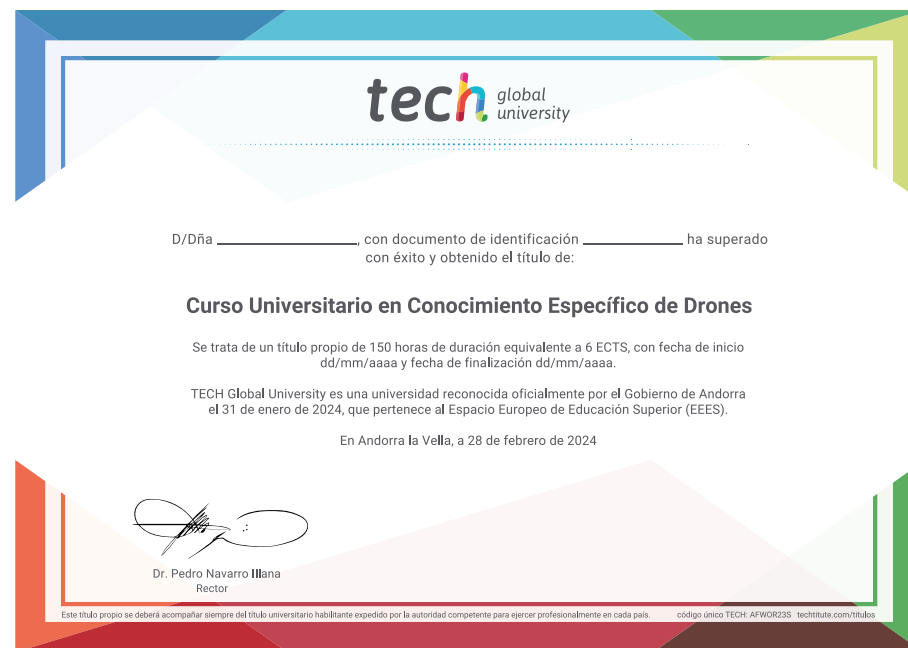 tech global university
D/Dña ____________, con documento de identificación ____________ ha superado
con éxito y obtenido el título de:
Curso Universitario en Conocimiento Específico de Drones
Se trata de un título propio de 150 horas de duración equivalente a 6 ECTS, con fecha de inicio
dd/mm/aaaa y fecha de finalización dd/mm/aaaa.
TECH Global University es una universidad reconocida oficialmente por el Gobierno de Andorra
el 31 de enero de 2024, que pertenece al Espacio Europeo de Educación Superior (EEES).
En Andorra la Vella, a 28 de febrero de 2024
Dr. Pedro Navarro Illana
Rector
Este título propio se deberá acompañar siempre del título universitario habilitante expedido por la autoridad competente para ejercer profesionalmente en cada país. código único TECH: AFWOR23S techtitute.com/títulos